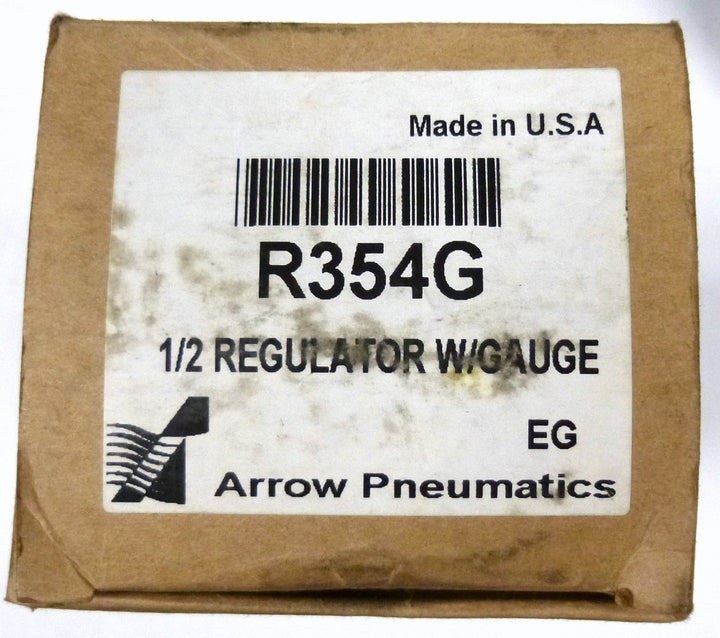 Made in U.S.A
R354G
1/2 REGULATOR W/GAUGE
EG
Arrow Pneumatics